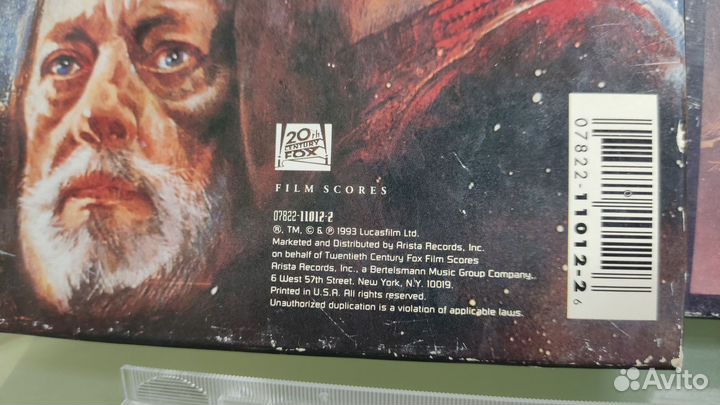 20th
CENTURY
FOX
FILM SCORES
07822-11012-2
®, TM, © & ℗ 1993 Lucasfilm Ltd.
Marketed and Distributed by Arista Records, Inc.
on behalf of Twentieth Century Fox Film Scores
Arista Records, Inc., a Bertelsmann Music Group Company,
6 West 57th Street, New York, N.Y. 10019.
Printed in U.S.A. All rights reserved.
Unauthorized duplication is a violation of applicable laws.
07822-11012-2 6
Avito